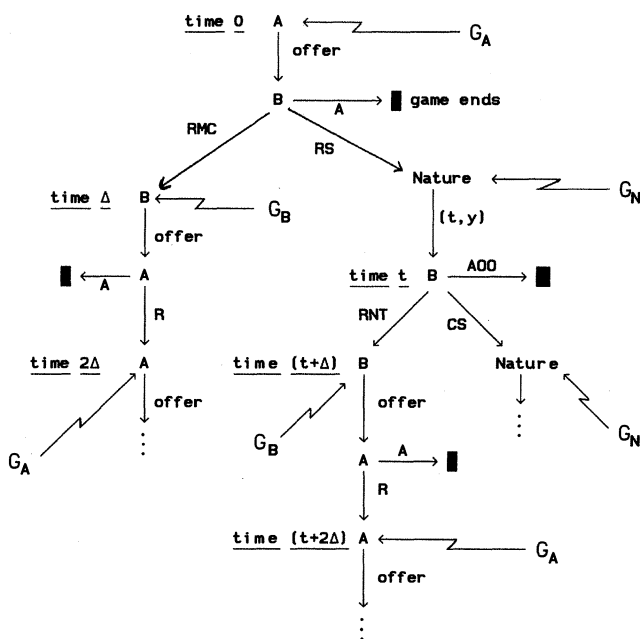 time 0 A G_A
offer
B A game ends
RMC RS
Nature G_N
time Δ B G_B (t,y)
offer
A A time t B AOO
R RNT CS
time 2Δ A time (t+Δ) B Nature
offer offer
G_A G_B G_N
A A
R
time (t+2Δ) A G_A
offer